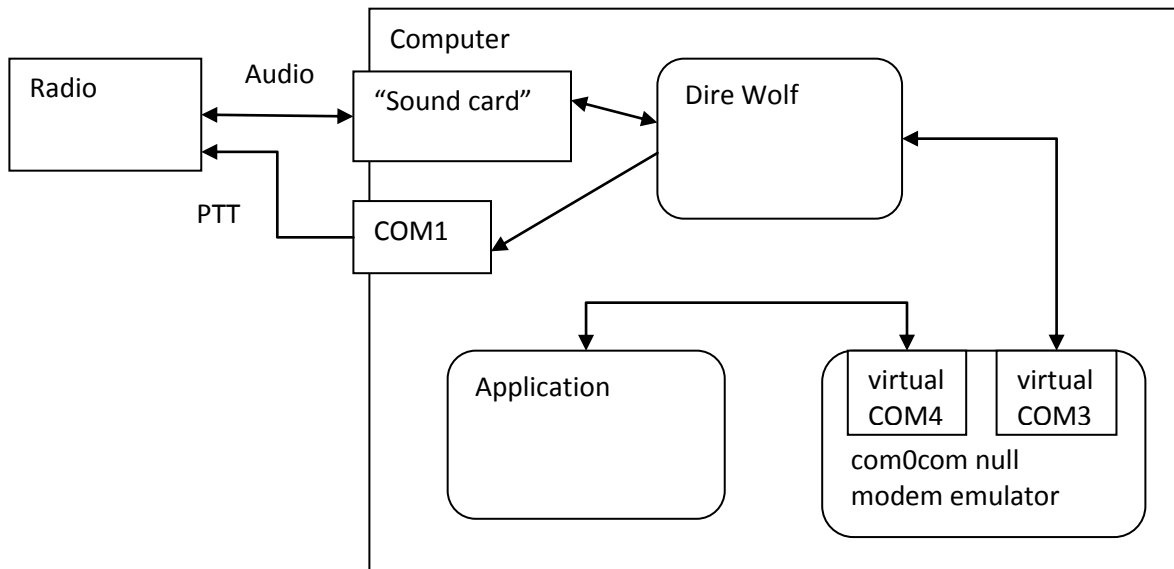 Computer
Radio
Audio
“Sound card”
Dire Wolf
PTT
COM1
Application
virtual
COM4
virtual
COM3
com0com null
modem emulator